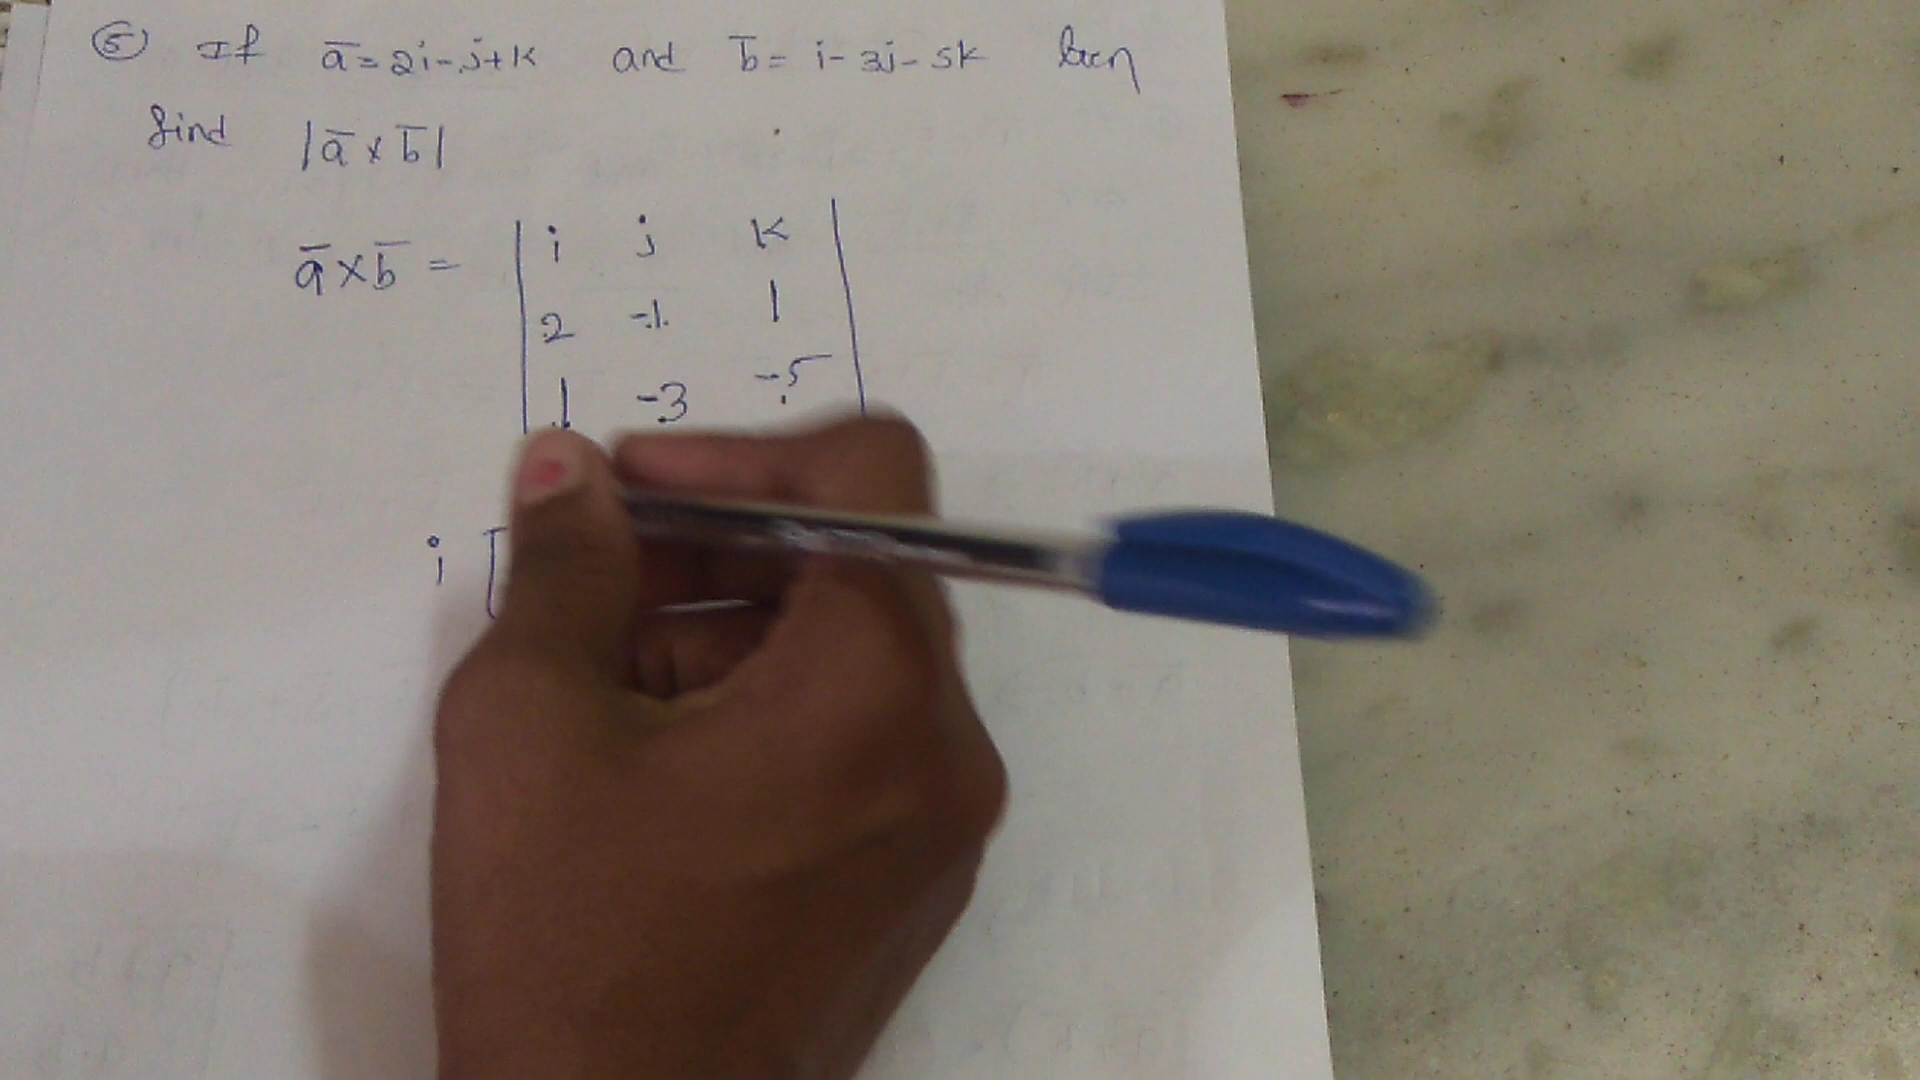 5 If a̅ = 2i - j + k and b̅ = i - 3j - 5k then
find |a̅ x b̅|
a̅ x b̅ = | i j k |
2 -1 1
1 -3 -5
i [